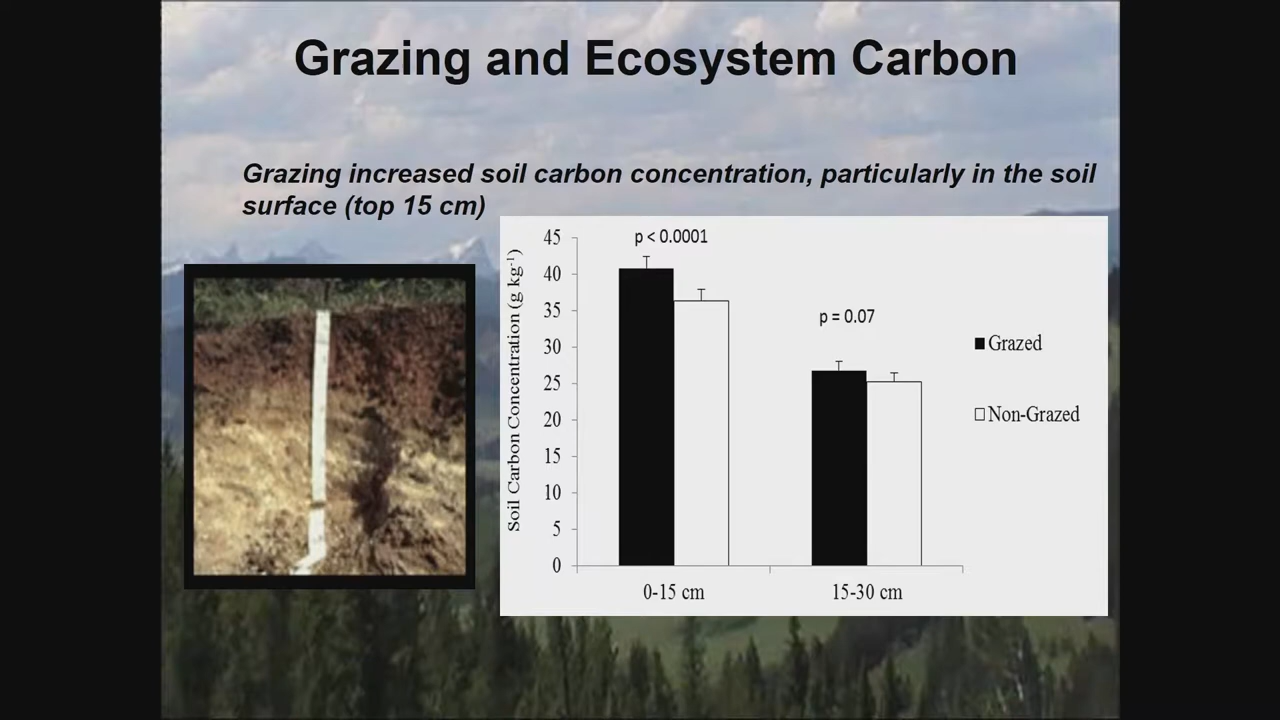 Grazing and Ecosystem Carbon
Grazing increased soil carbon concentration, particularly in the soil
surface (top 15 cm)
Soil Carbon Concentration (g kg⁻¹)
45
40
35
30
25
20
15
10
5
0
p < 0.0001
p = 0.07
Grazed
Non-Grazed
0-15 cm
15-30 cm